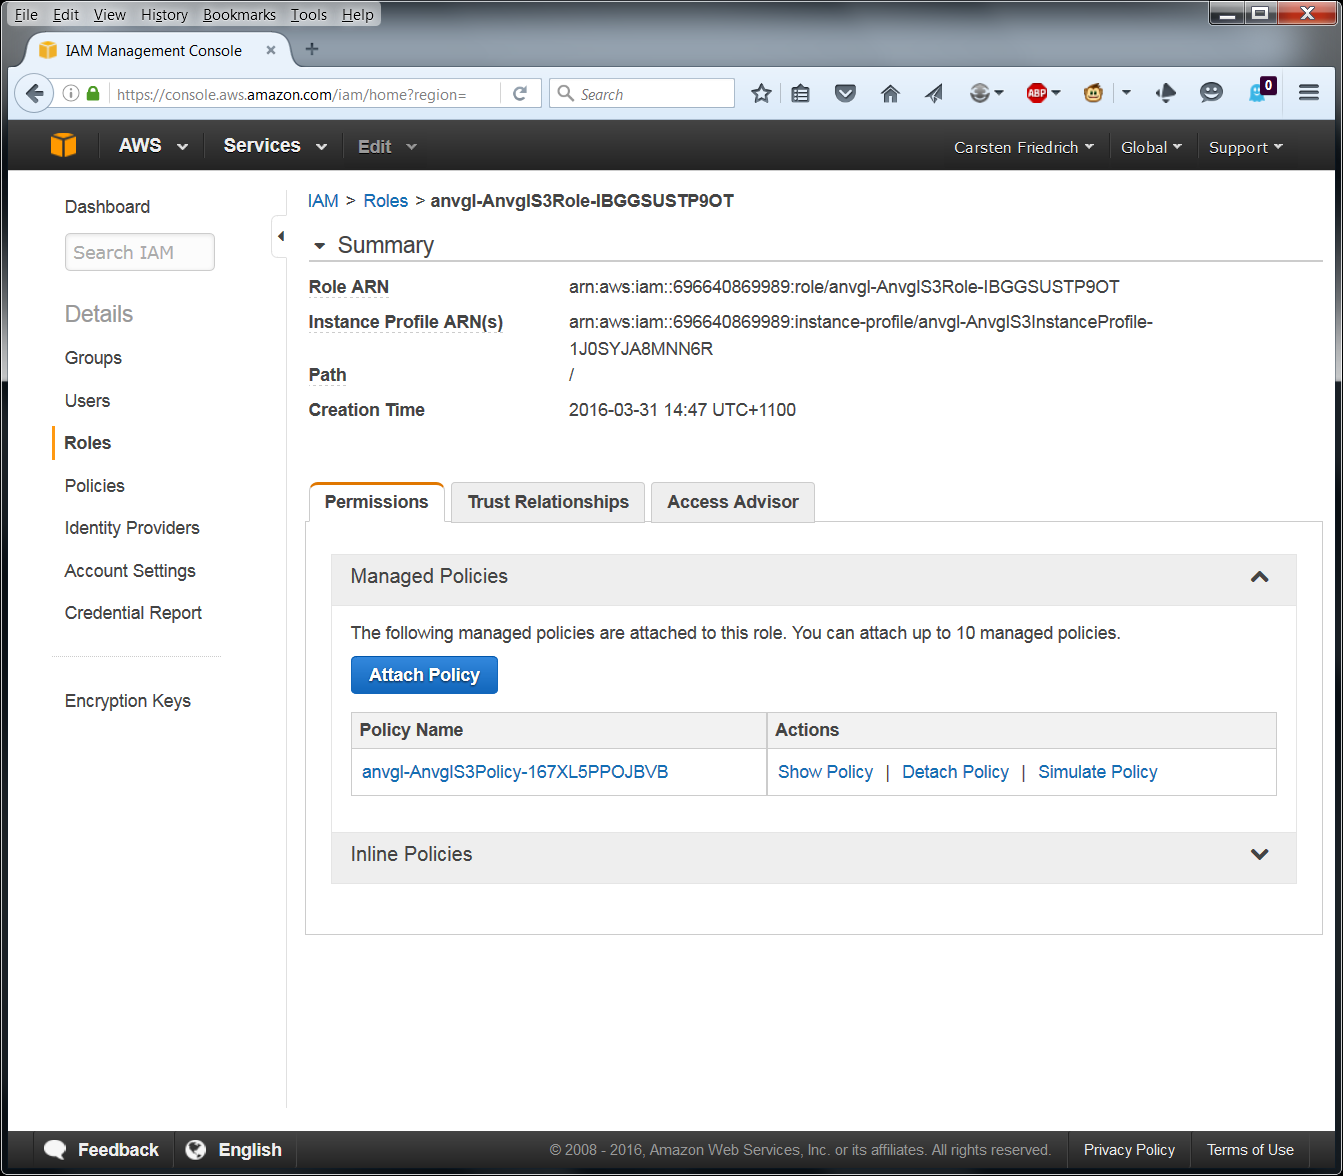 File Edit View History Bookmarks Tools Help
IAM Management Console
https://console.aws.amazon.com/iam/home?region=
Search
ABP
0
AWS Services Edit Carsten Friedrich Global Support
Dashboard
Search IAM
Details
Groups
Users
Roles
Policies
Identity Providers
Account Settings
Credential Report
Encryption Keys
IAM > Roles > anvgl-AnvglS3Role-IBGGSUSTP9OT
Summary
Role ARN arn:aws:iam::696640869989:role/anvgl-AnvglS3Role-IBGGSUSTP9OT
Instance Profile ARN(s) arn:aws:iam::696640869989:instance-profile/anvgl-AnvglS3InstanceProfile-
1J0SYJA8MNN6R
Path /
Creation Time 2016-03-31 14:47 UTC+1100
Permissions Trust Relationships Access Advisor
Managed Policies
The following managed policies are attached to this role. You can attach up to 10 managed policies.
Attach Policy
Policy Name Actions
anvgl-AnvglS3Policy-167XL5PPOJBVB Show Policy | Detach Policy | Simulate Policy
Inline Policies
Feedback English © 2008 - 2016, Amazon Web Services, Inc. or its affiliates. All rights reserved. Privacy Policy Terms of Use